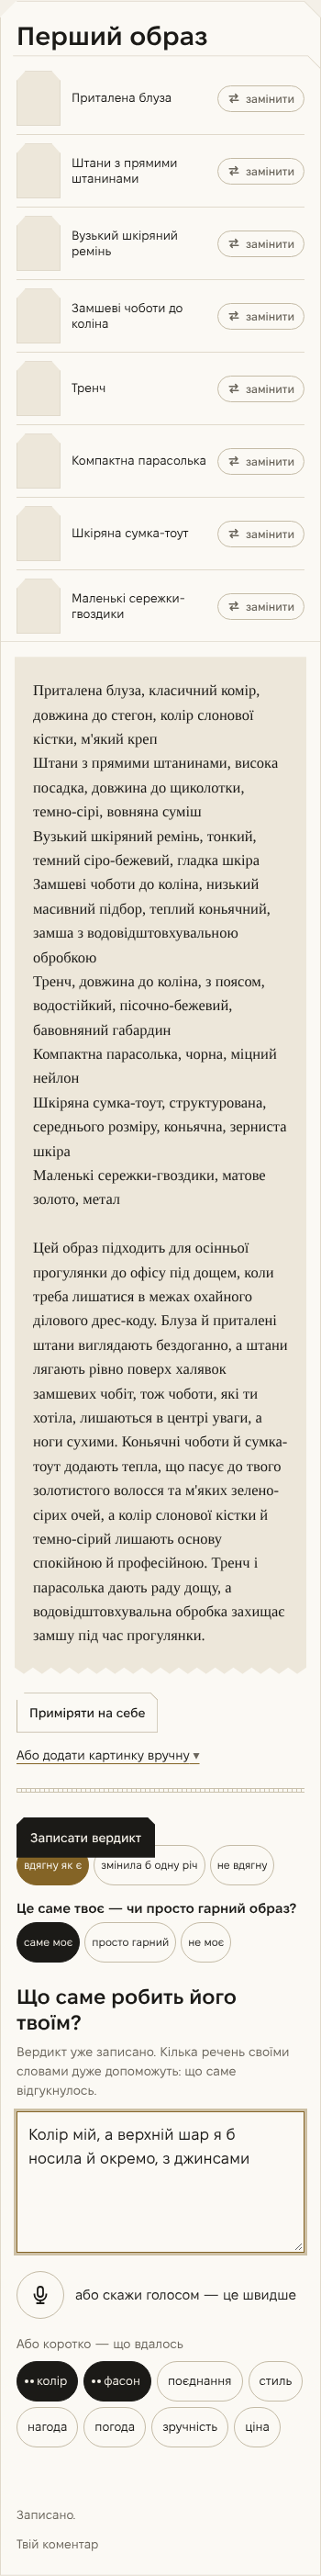 Перший образ
Приталена блуза
замінити
Штани з прямими
штанинами
замінити
Вузький шкіряний
ремінь
замінити
Замшеві чоботи до
коліна
замінити
Тренч
замінити
Компактна парасолька
замінити
Шкіряна сумка-тоут
замінити
Маленькі сережки-
гвоздики
замінити
Приталена блуза, класичний комір,
довжина до стегон, колір слонової
кістки, м'який креп
Штани з прямими штанинами, висока
посадка, довжина до щиколотки,
темно-сірі, вовняна суміш
Вузький шкіряний ремінь, тонкий,
темний сіро-бежевий, гладка шкіра
Замшеві чоботи до коліна, низький
масивний підбор, теплий коньячний,
замша з водовідштовхувальною
обробкою
Тренч, довжина до коліна, з поясом,
водостійкий, пісочно-бежевий,
бавовняний габардин
Компактна парасолька, чорна, міцний
нейлон
Шкіряна сумка-тоут, структурована,
середнього розміру, коньячна, зерниста
шкіра
Маленькі сережки-гвоздики, матове
золото, метал
Цей образ підходить для осінньої
прогулянки до офісу під дощем, коли
треба лишатися в межах охайного
ділового дрес-коду. Блуза й приталені
штани виглядають бездоганно, а штани
лягають рівно поверх халявок
замшевих чобіт, тож чоботи, які ти
хотіла, лишаються в центрі уваги, а
ноги сухими. Коньячні чоботи й сумка-
тоут додають тепла, що пасує до твого
золотистого волосся та м'яких зелено-
сірих очей, а колір слонової кістки й
темно-сірий лишають основу
спокійною й професійною. Тренч і
парасолька дають раду дощу, а
водовідштовхувальна обробка захищає
замшу під час прогулянки.
Приміряти на себе
Або додати картинку вручну ▾
Записати вердикт
вдягну як є
змінила б одну річ
не вдягну
Це саме твоє — чи просто гарний образ?
саме моє
просто гарний
не моє
Що саме робить його
твоїм?
Вердикт уже записано. Кілька речень своїми
словами дуже допоможуть: що саме
відгукнулось.
Колір мій, а верхній шар я б
носила й окремо, з джинсами
або скажи голосом — це швидше
Або коротко — що вдалось
колір
фасон
поєднання
стиль
нагода
погода
зручність
ціна
Записано.
Твій коментар